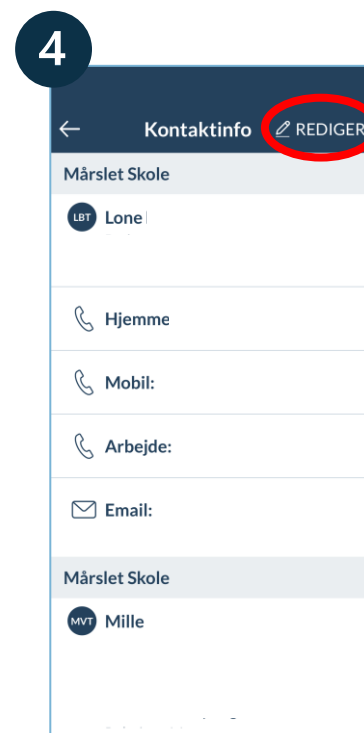 4
Kontaktinfo REDIGER
Mårslet Skole
LBT Lone
Hjemme
Mobil:
Arbejde:
Email:
Mårslet Skole
MVT Mille